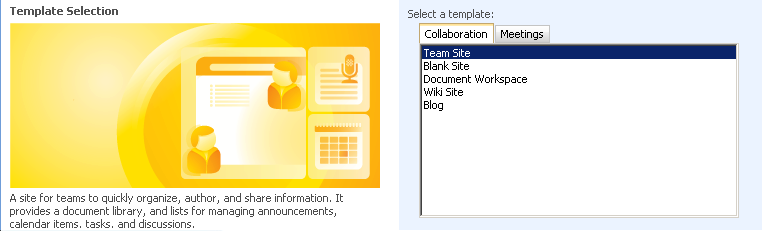 Template Selection
A site for teams to quickly organize, author, and share information. It
provides a document library, and lists for managing announcements,
calendar items, tasks, and discussions.
Select a template:
Collaboration Meetings
Team Site
Blank Site
Document Workspace
Wiki Site
Blog